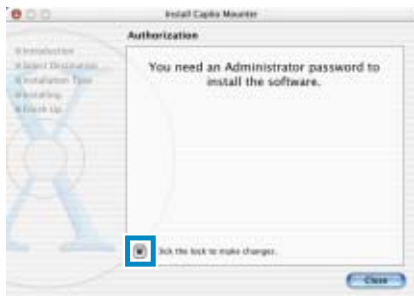 Install Caplio Mounter
Authorization
Introduction
Select Destination
Installation Type
Installing
Finish Up
You need an Administrator password to
install the software.
Click the lock to make changes.
Close